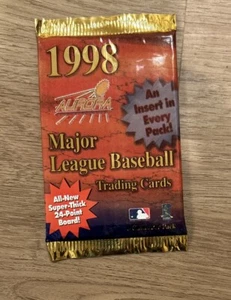 1998
AURORA
An
Insert in
Every
Pack!
Major
League Baseball
Trading Cards
All-New
Super-Thick
24-Point
Board!
Pack